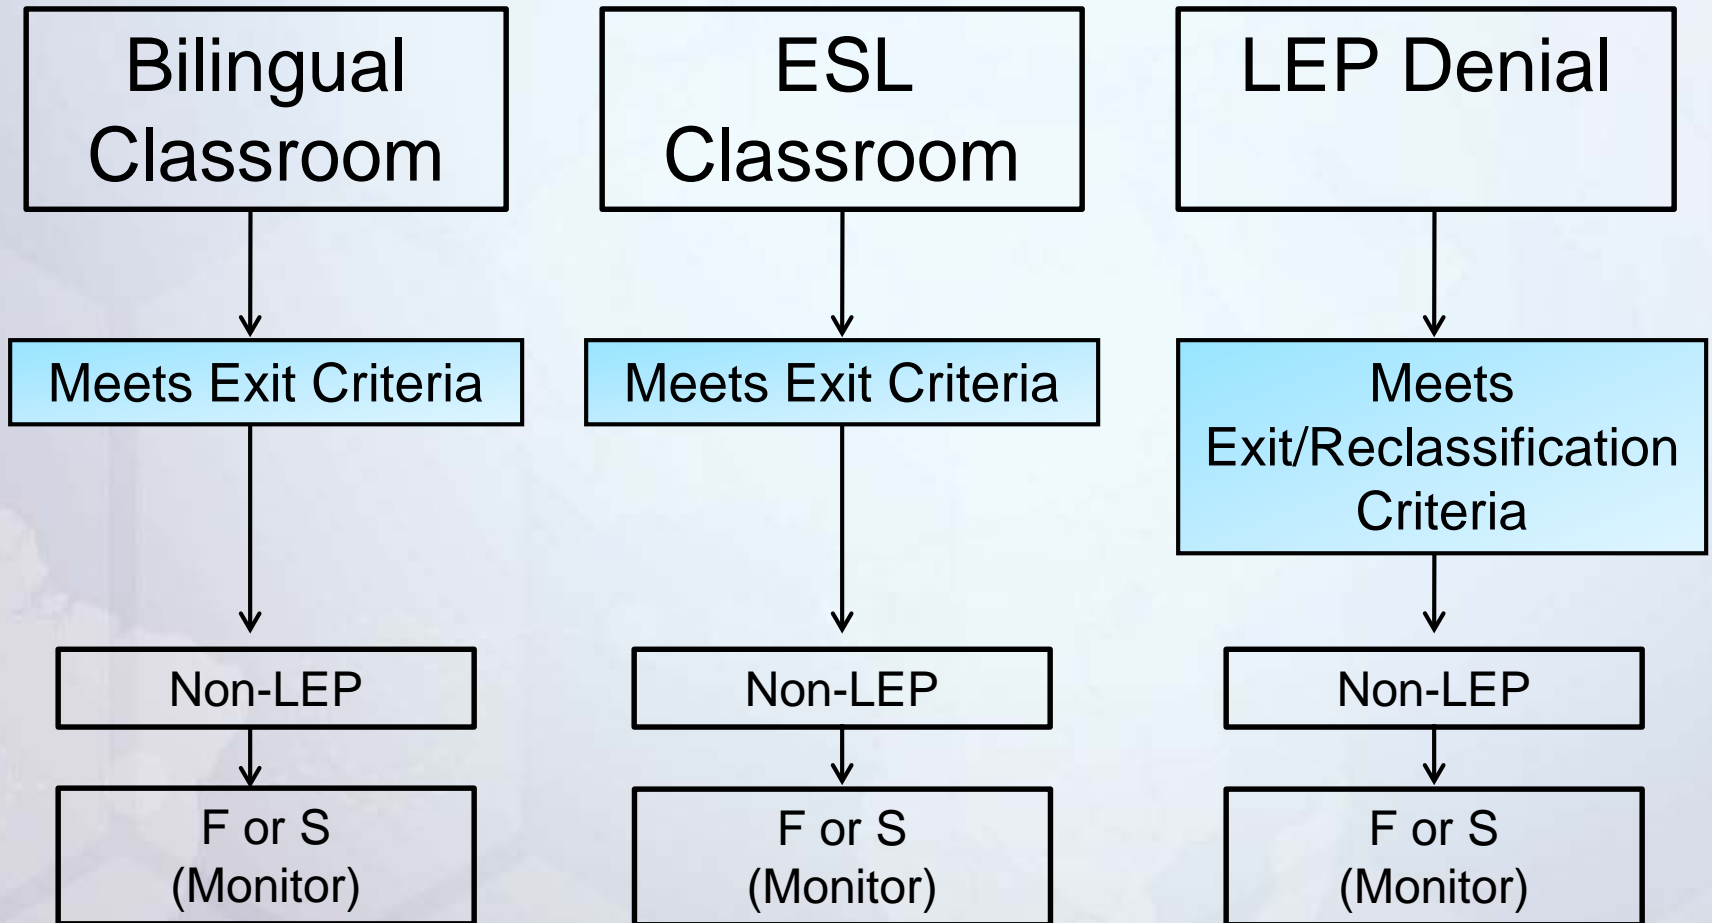 Bilingual
Classroom
Meets Exit Criteria
Non-LEP
F or S
(Monitor)
ESL
Classroom
Meets Exit Criteria
Non-LEP
F or S
(Monitor)
LEP Denial
Meets
Exit/Reclassification
Criteria
Non-LEP
F or S
(Monitor)